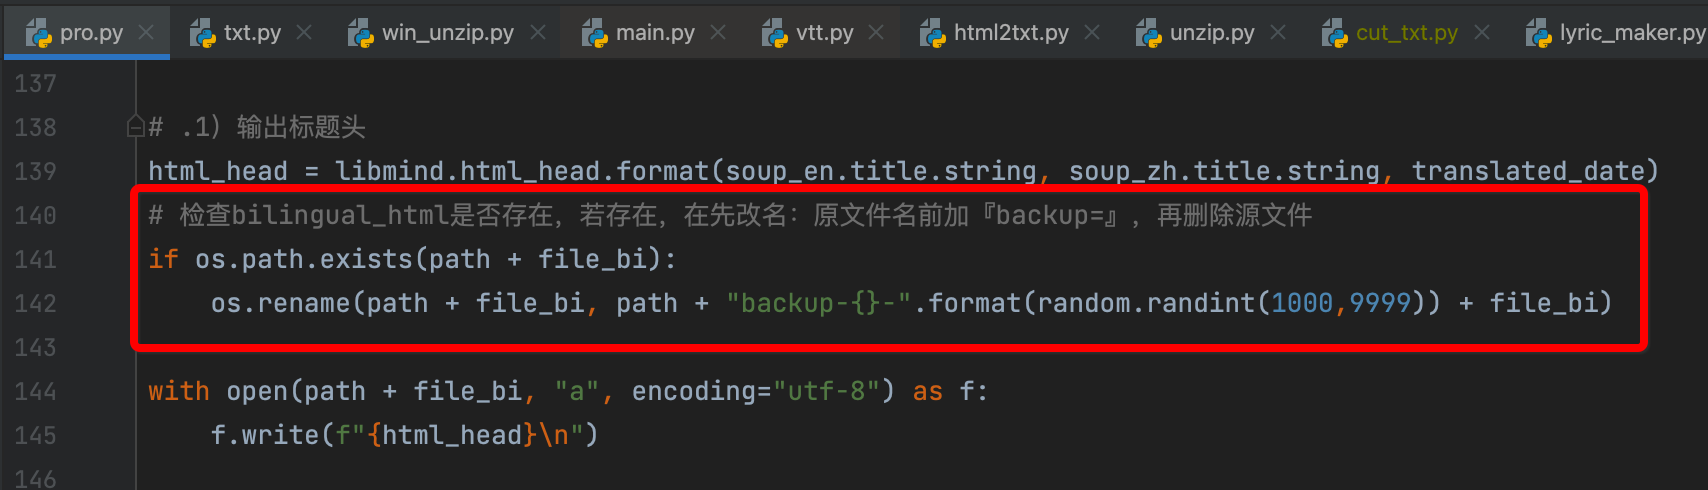 pro.py txt.py win_unzip.py main.py vtt.py html2txt.py unzip.py cut_txt.py lyric_maker.py
137
138 # .1）输出标题头
139 html_head = libmind.html_head.format(soup_en.title.string, soup_zh.title.string, translated_date)
140 # 检查bilingual_html是否存在，若存在，在先改名：原文件名前加『backup=』，再删除源文件
141 if os.path.exists(path + file_bi):
142 os.rename(path + file_bi, path + "backup-{}-".format(random.randint(1000,9999)) + file_bi)
143
144 with open(path + file_bi, "a", encoding="utf-8") as f:
145 f.write(f"{html_head}\n")
146